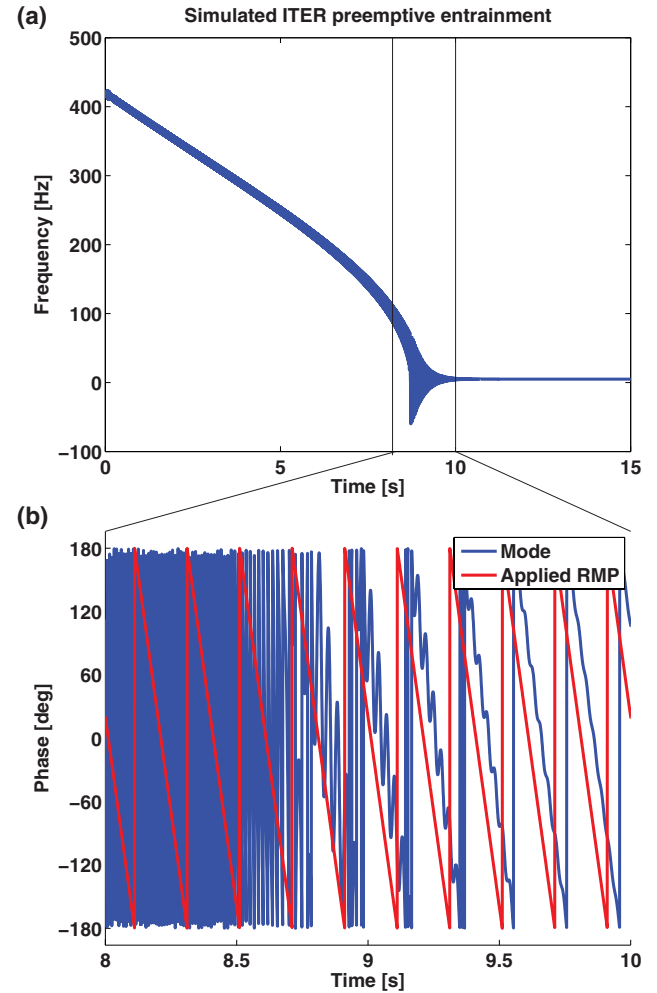 (a)
Simulated ITER preemptive entrainment
500
400
300
200
100
0
−100
Frequency [Hz]
0 5 10 15
Time [s]
(b)
180
120
60
0
−60
−120
−180
Phase [deg]
Mode
Applied RMP
8 8.5 9 9.5 10
Time [s]